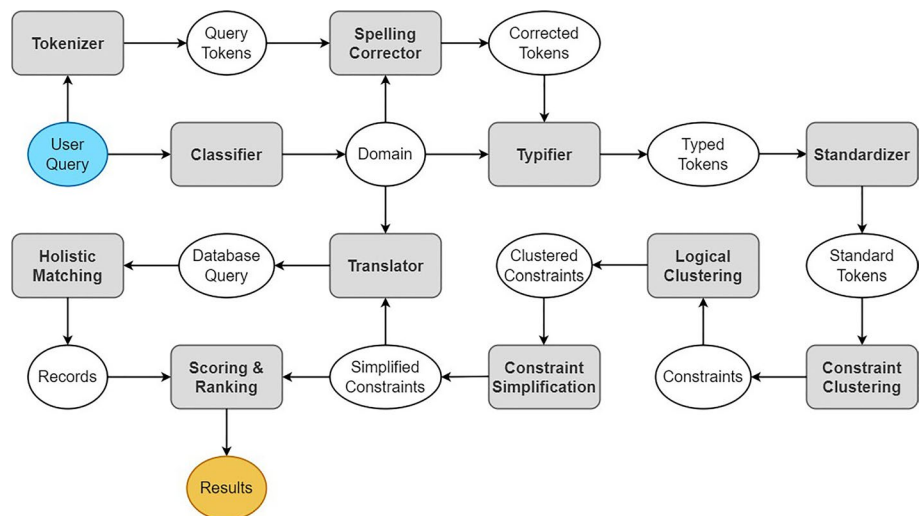 Tokenizer
Query
Tokens
Spelling
Corrector
Corrected
Tokens
User
Query
Classifier
Domain
Typifier
Typed
Tokens
Standardizer
Holistic
Matching
Database
Query
Translator
Clustered
Constraints
Logical
Clustering
Standard
Tokens
Records
Scoring &
Ranking
Simplified
Constraints
Constraint
Simplification
Constraints
Constraint
Clustering
Results